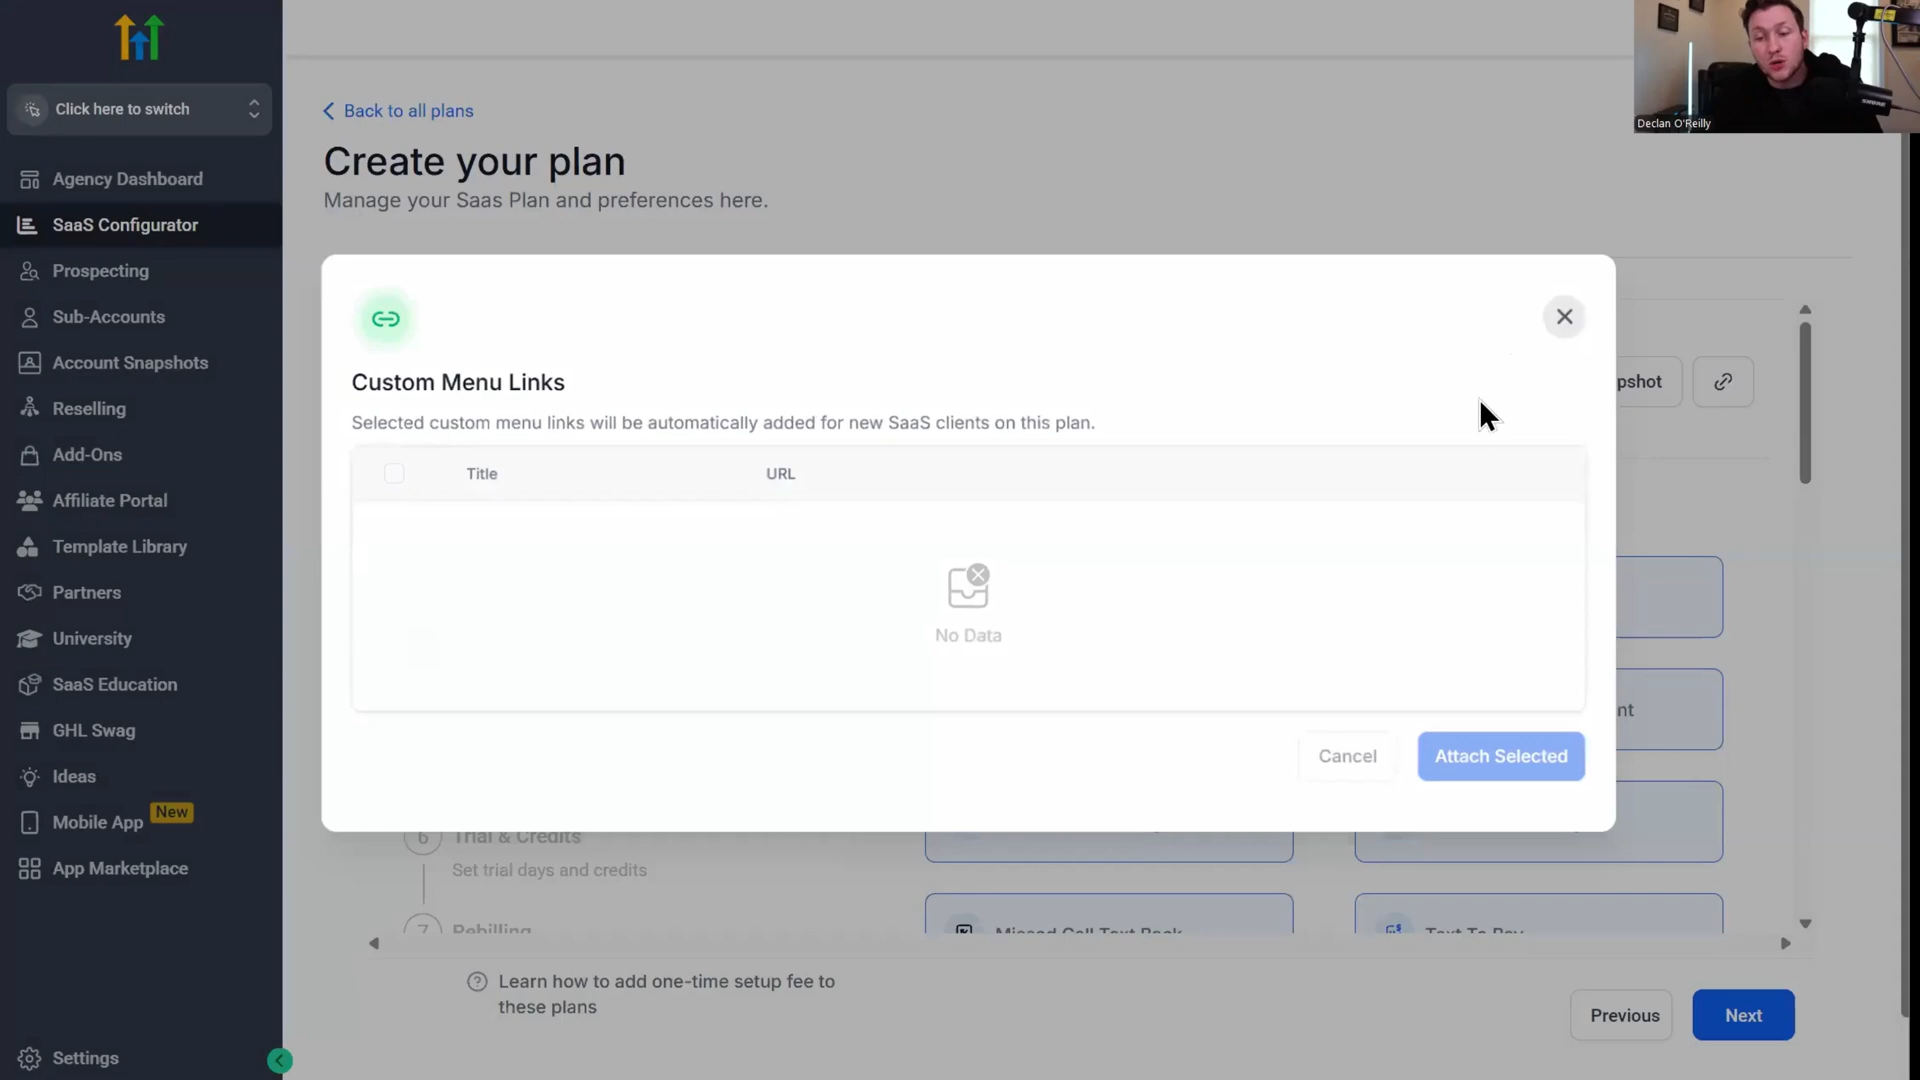 Click here to switch
Agency Dashboard
SaaS Configurator
Prospecting
Sub-Accounts
Account Snapshots
Reselling
Add-Ons
Affiliate Portal
Template Library
Partners
University
SaaS Education
GHL Swag
Ideas
Mobile App New
App Marketplace
Settings
Back to all plans
Create your plan
Manage your Saas Plan and preferences here.
Declan O'Reilly
pshot
Custom Menu Links
Selected custom menu links will be automatically added for new SaaS clients on this plan.
Title URL
No Data
nt
Cancel Attach Selected
6 Trial & Credits
Set trial days and credits
7 Rebilling
Missed Call Text Back Text To Pay
Learn how to add one-time setup fee to
these plans
Previous Next